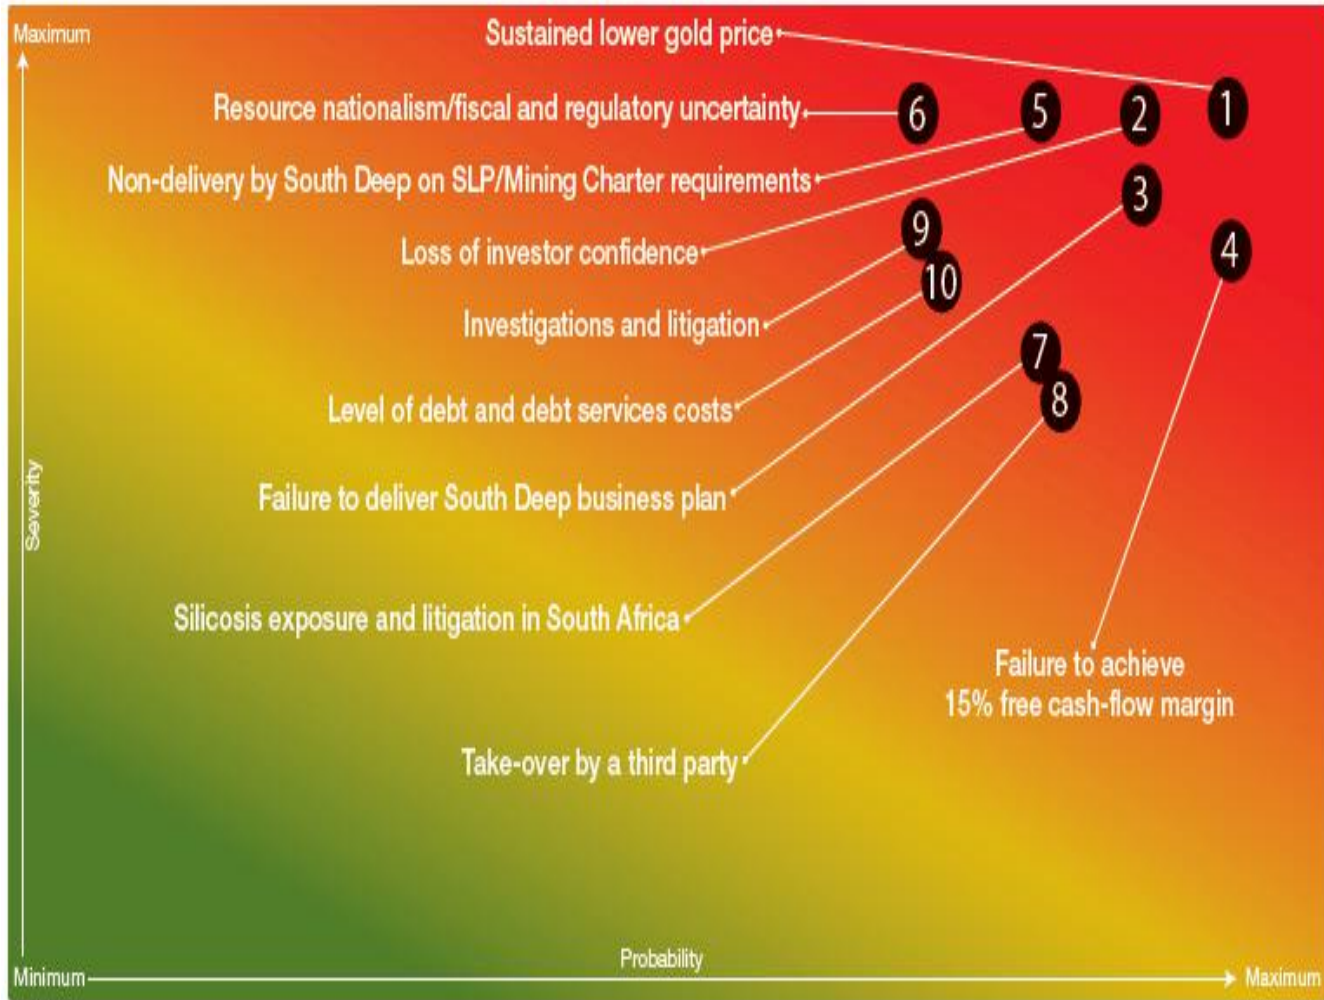 Maximum
Sustained lower gold price
1
Resource nationalism/fiscal and regulatory uncertainty
6
5
2
Non-delivery by South Deep on SLP/Mining Charter requirements
3
9
Loss of investor confidence
4
10
Investigations and litigation
7
Level of debt and debt services costs
8
Failure to deliver South Deep business plan
Severity
Silicosis exposure and litigation in South Africa
Failure to achieve
15% free cash-flow margin
Take-over by a third party
Probability
Minimum
Maximum